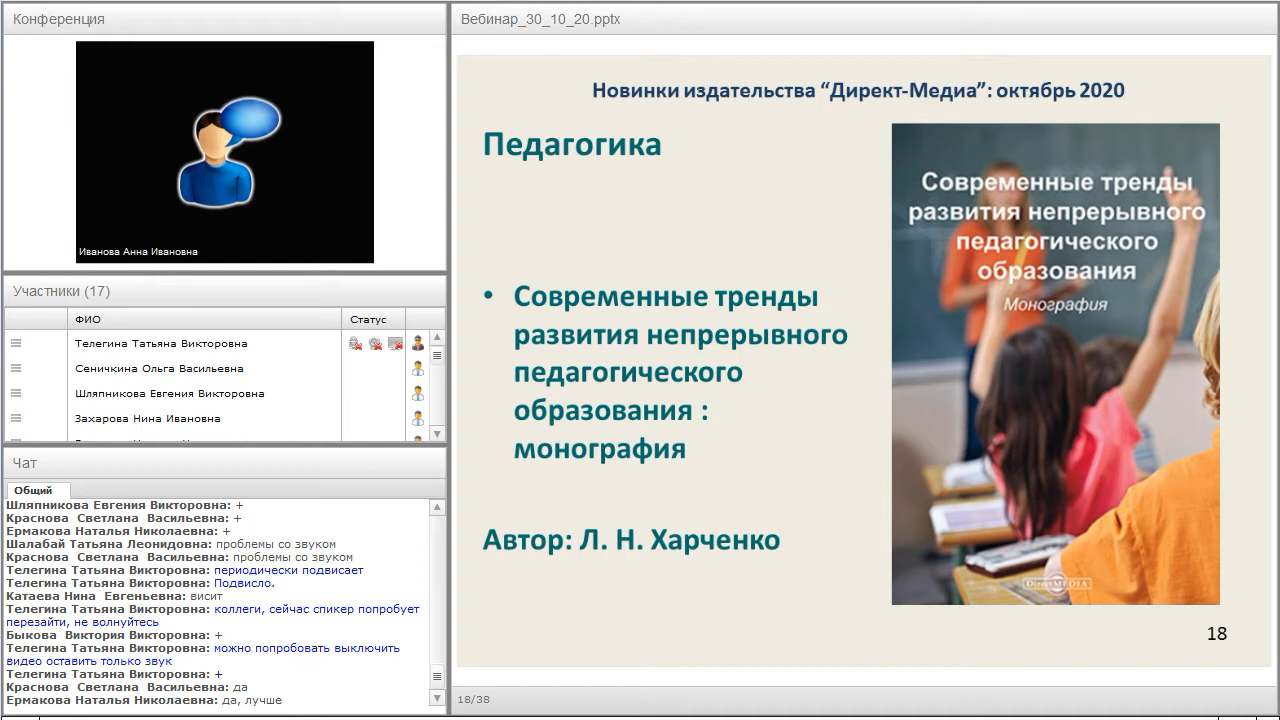 Конференция
Иванова Анна Ивановна
Участники (17)
ФИО Статус
Телегина Татьяна Викторовна
Сеничкина Ольга Васильевна
Шляпникова Евгения Викторовна
Захарова Нина Ивановна
Чат
Общий
Шляпникова Евгения Викторовна: +
Краснова Светлана Васильевна: +
Ермакова Наталья Николаевна: +
Шалабай Татьяна Леонидовна: проблемы со звуком
Краснова Светлана Васильевна: проблемы со звуком
Телегина Татьяна Викторовна: периодически подвисает
Телегина Татьяна Викторовна: Подвисло.
Катаева Нина Евгеньевна: висит
Телегина Татьяна Викторовна: коллеги, сейчас спикер попробует
перезайти, не волнуйтесь
Быкова Виктория Викторовна: +
Телегина Татьяна Викторовна: можно попробовать выключить
видео оставить только звук
Телегина Татьяна Викторовна: +
Краснова Светлана Васильевна: да
Ермакова Наталья Николаевна: да, лучше
Вебинар_30_10_20.pptx
Новинки издательства “Директ-Медиа”: октябрь 2020
Педагогика
• Современные тренды
развития непрерывного
педагогического
образования :
монография
Автор: Л. Н. Харченко
Современные тренды
развития непрерывного
педагогического
образования
Монография
DirectMEDIA
18
18/38